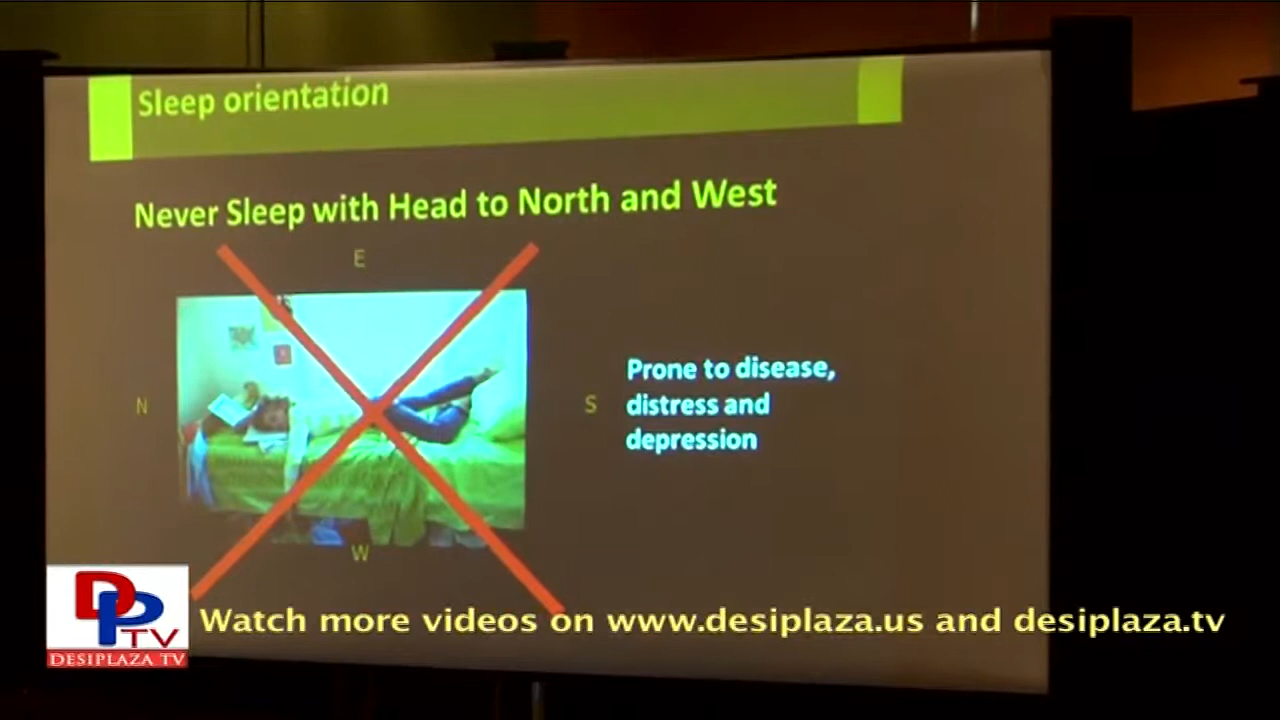 Sleep orientation
Never Sleep with Head to North and West
E
N
S
Prone to disease,
distress and
depression
W
DP
TV
DESIPLAZA TV
Watch more videos on www.desiplaza.us and desiplaza.tv